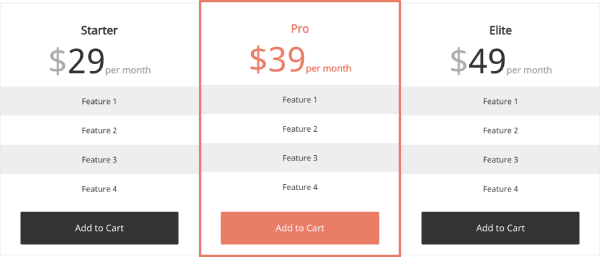 Starter
$29 per month
Feature 1
Feature 2
Feature 3
Feature 4
Add to Cart
Pro
$39 per month
Feature 1
Feature 2
Feature 3
Feature 4
Add to Cart
Elite
$49 per month
Feature 1
Feature 2
Feature 3
Feature 4
Add to Cart